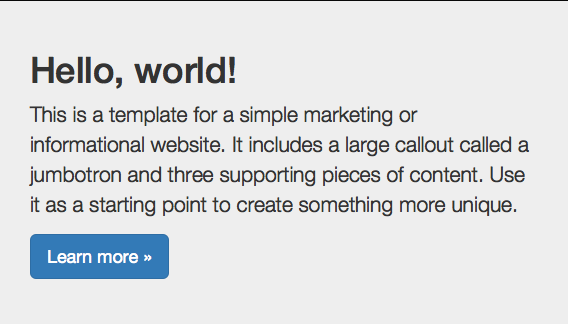 Hello, world!
This is a template for a simple marketing or
informational website. It includes a large callout called a
jumbotron and three supporting pieces of content. Use
it as a starting point to create something more unique.
Learn more »